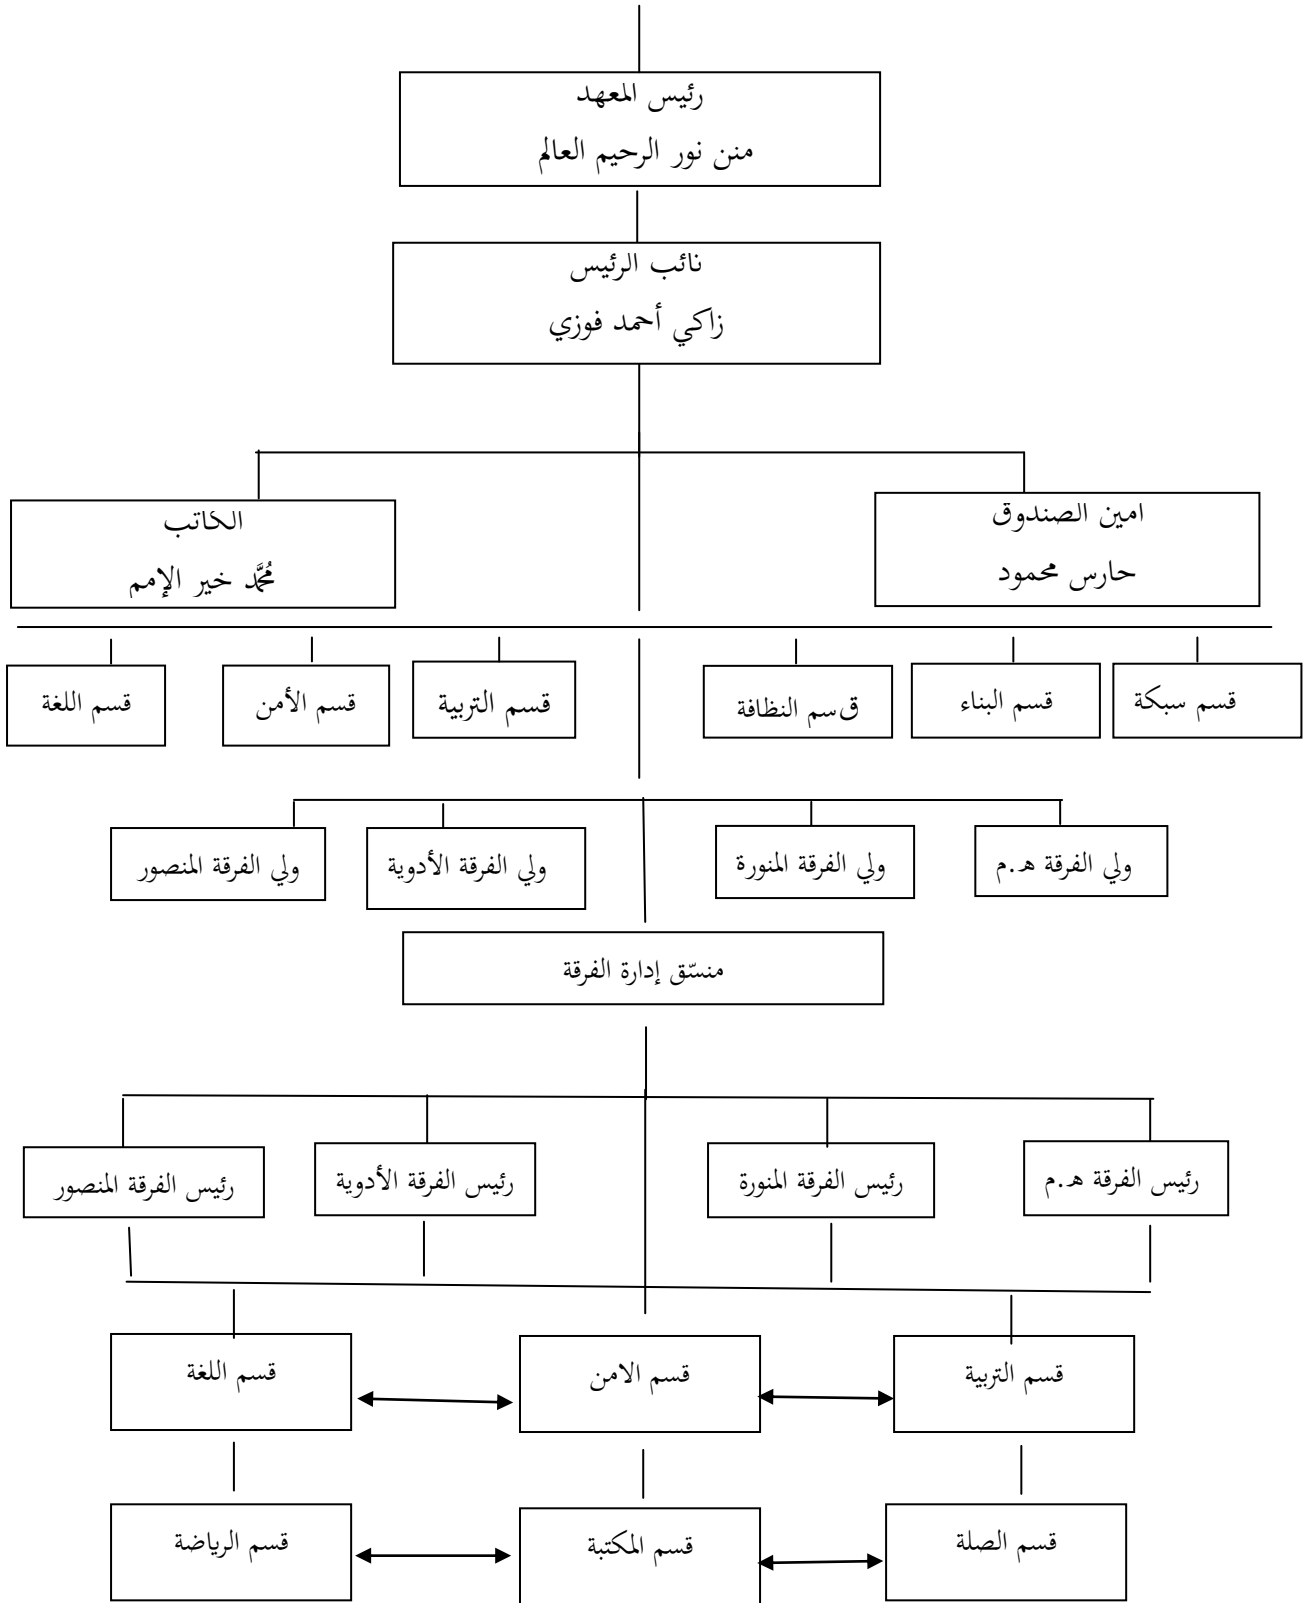 رئيس المعهد
منن نور الرحيم العالم
نائب الرئيس
زاكي أحمد فوزي
امين الصندوق
حارس محمود
الكاتب
مُحَمَّد خير الإمم
قسم سبكة
قسم البناء
قسم النظافة
قسم التربية
قسم الأمن
قسم اللغة
ولي الفرقة هـ.م
ولي الفرقة المنورة
ولي الفرقة الأدوية
ولي الفرقة المنصور
منسّق إدارة الفرقة
رئيس الفرقة هـ.م
رئيس الفرقة المنورة
رئيس الفرقة الأدوية
رئيس الفرقة المنصور
قسم التربية
قسم الامن
قسم اللغة
قسم الصلة
قسم المكتبة
قسم الرياضة